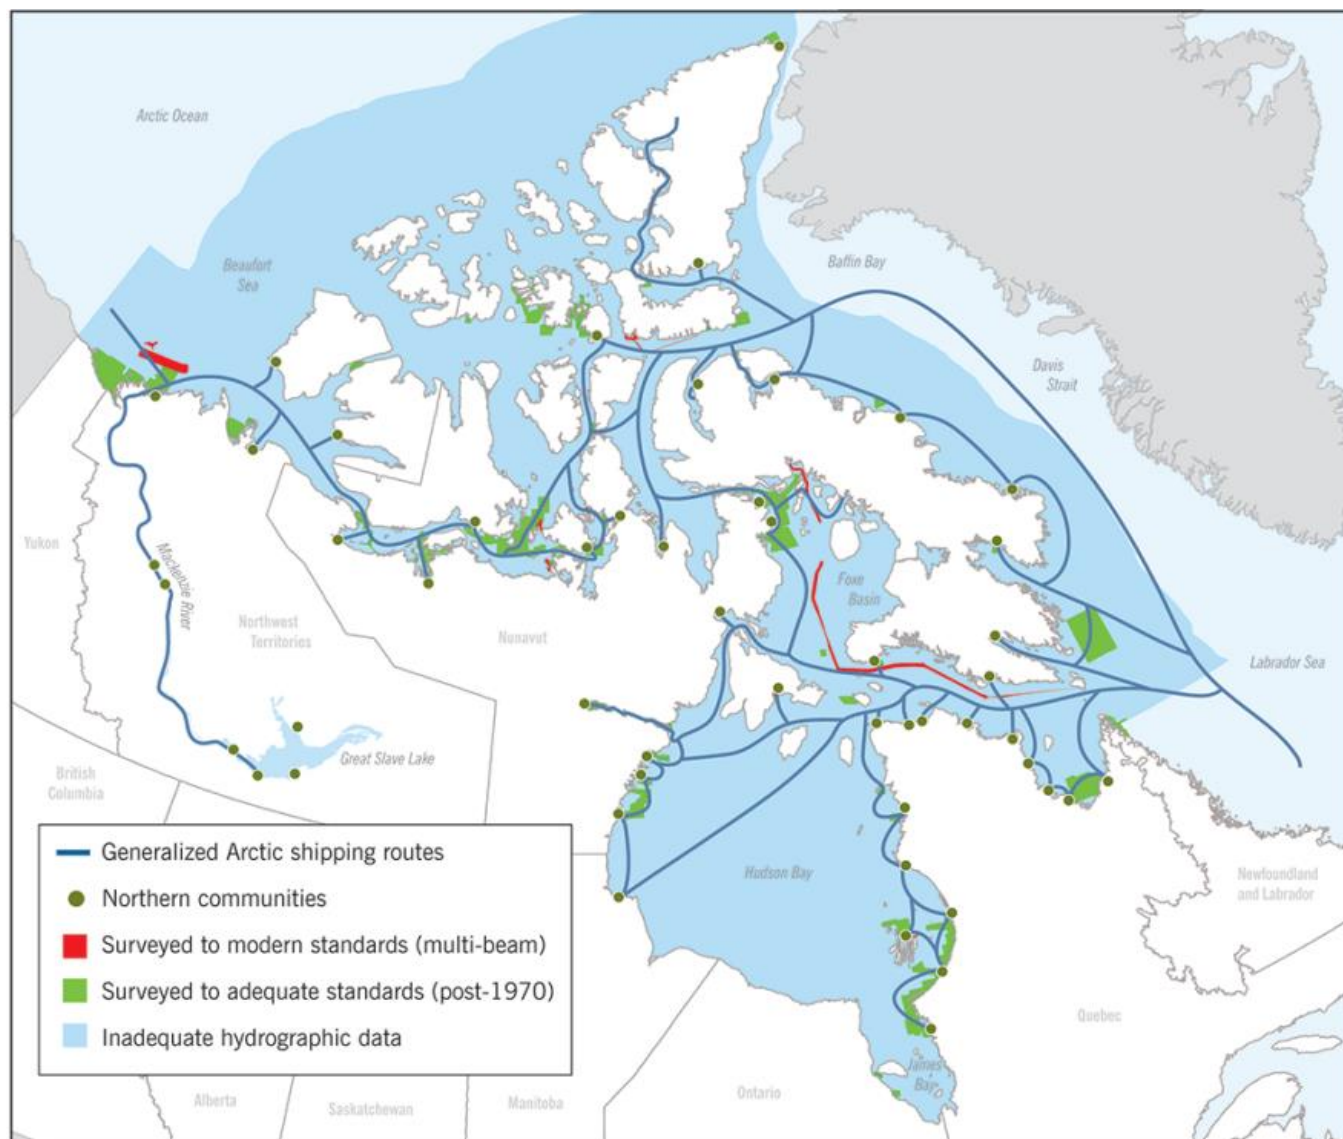 Arctic Ocean
Beaufort
Sea
Baffin Bay
Davis
Strait
Yukon
Mackenzie River
Northwest
Territories
Nunavut
Foxe
Basin
Labrador Sea
Great Slave Lake
British
Columbia
Hudson Bay
Newfoundland
and Labrador
Quebec
James
Bay
Ontario
Alberta
Saskatchewan
Manitoba
Generalized Arctic shipping routes
Northern communities
Surveyed to modern standards (multi-beam)
Surveyed to adequate standards (post-1970)
Inadequate hydrographic data